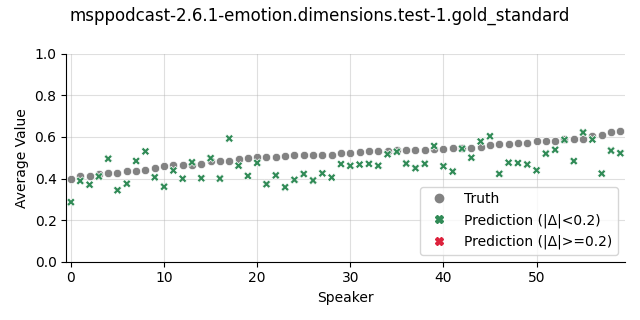 msppodcast-2.6.1-emotion.dimensions.test-1.gold_standard
1.0
0.8
0.6
0.4
0.2
0.0
Average Value
0 10 20 30 40 50
Speaker
Truth
Prediction (|Δ|<0.2)
Prediction (|Δ|>=0.2)